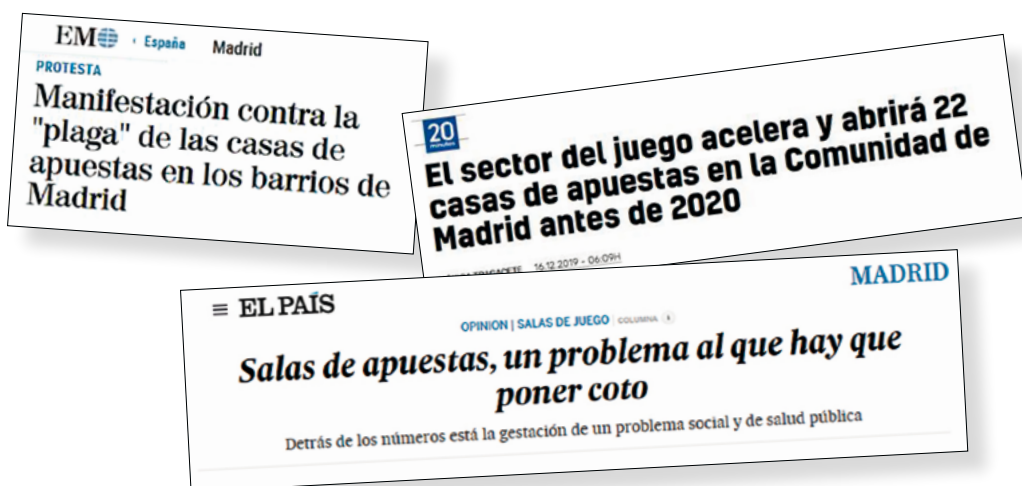 EM
España Madrid
PROTESTA
Manifestación contra la
"plaga" de las casas de
apuestas en los barrios de
Madrid
20
minutos
El sector del juego acelera y abrirá 22
casas de apuestas en la Comunidad de
Madrid antes de 2020
16.12.2019 - 06:09H
EL PAÍS
MADRID
OPINION | SALAS DE JUEGO | COLUMNA
Salas de apuestas, un problema al que hay que
poner coto
Detrás de los números está la gestación de un problema social y de salud pública